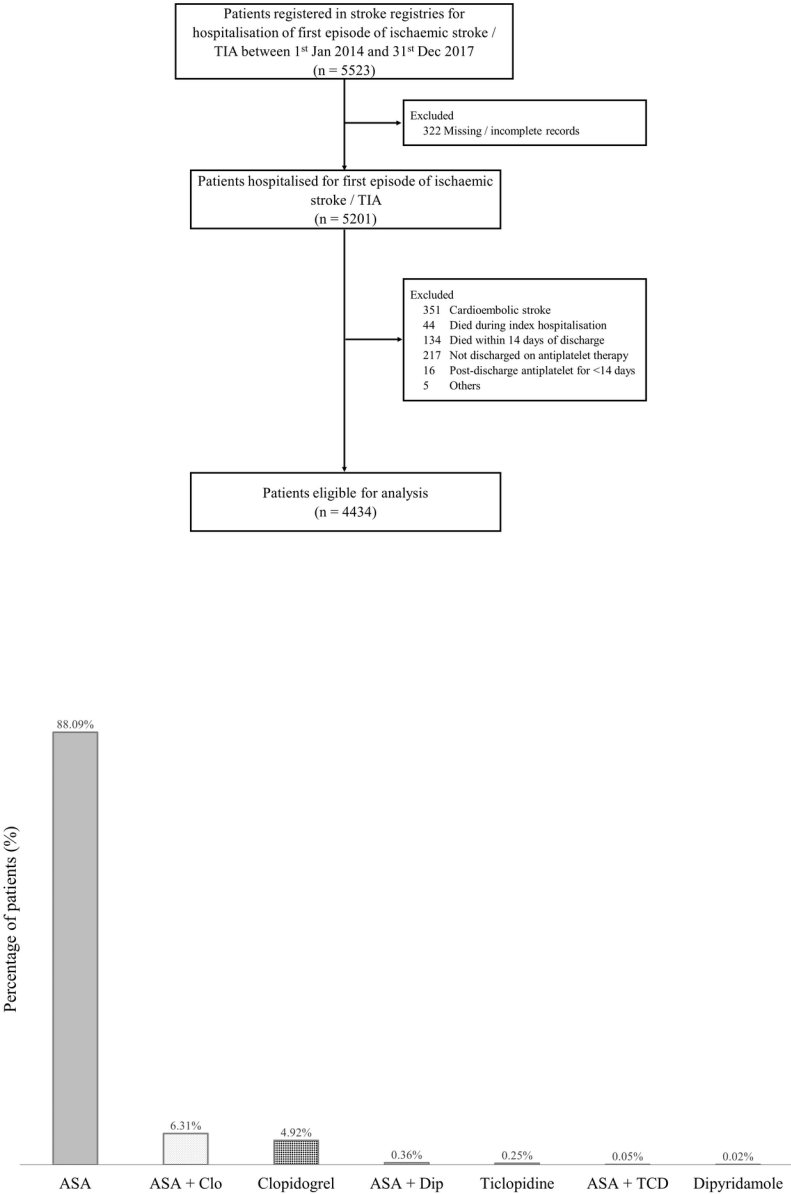 Patients registered in stroke registries for
hospitalisation of first episode of ischaemic stroke /
TIA between 1st Jan 2014 and 31st Dec 2017
(n = 5523)
Excluded
322 Missing / incomplete records
Patients hospitalised for first episode of ischaemic
stroke / TIA
(n = 5201)
Excluded
351 Cardioembolic stroke
44 Died during index hospitalisation
134 Died within 14 days of discharge
217 Not discharged on antiplatelet therapy
16 Post-discharge antiplatelet for <14 days
5 Others
Patients eligible for analysis
(n = 4434)
Percentage of patients (%)
88.09%
6.31%
4.92%
0.36%
0.25%
0.05%
0.02%
ASA
ASA + Clo
Clopidogrel
ASA + Dip
Ticlopidine
ASA + TCD
Dipyridamole